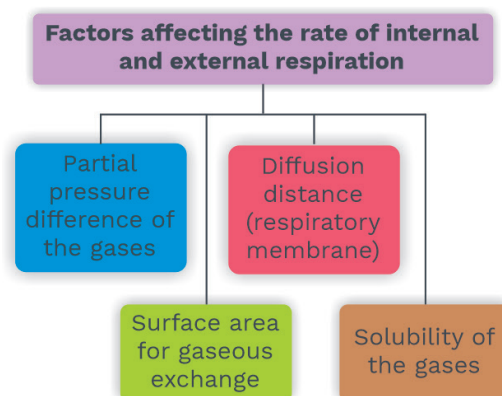 Factors affecting the rate of internal
and external respiration
Partial
pressure
difference of
the gases
Diffusion
distance
(respiratory
membrane)
Surface area
for gaseous
exchange
Solubility of
the gases